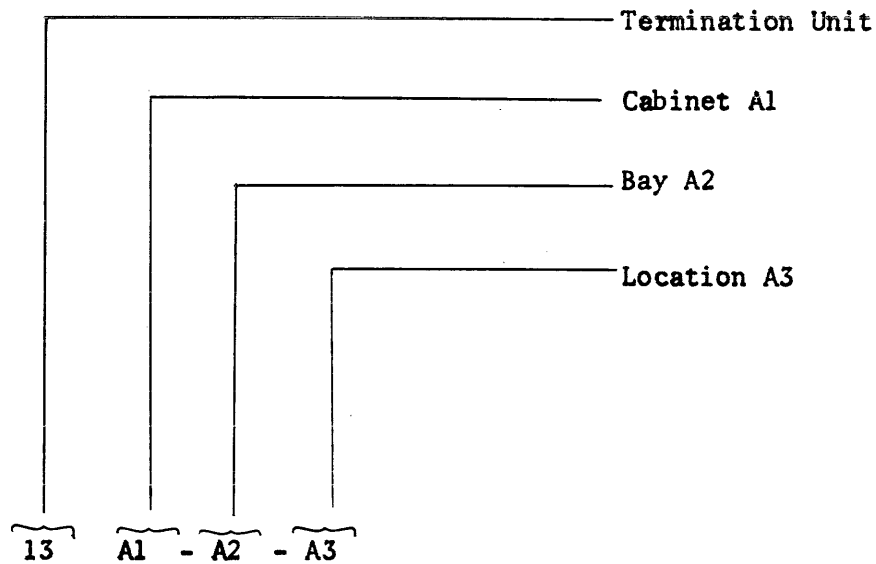 Termination Unit
Cabinet A1
Bay A2
Location A3
13 A1 - A2 - A3